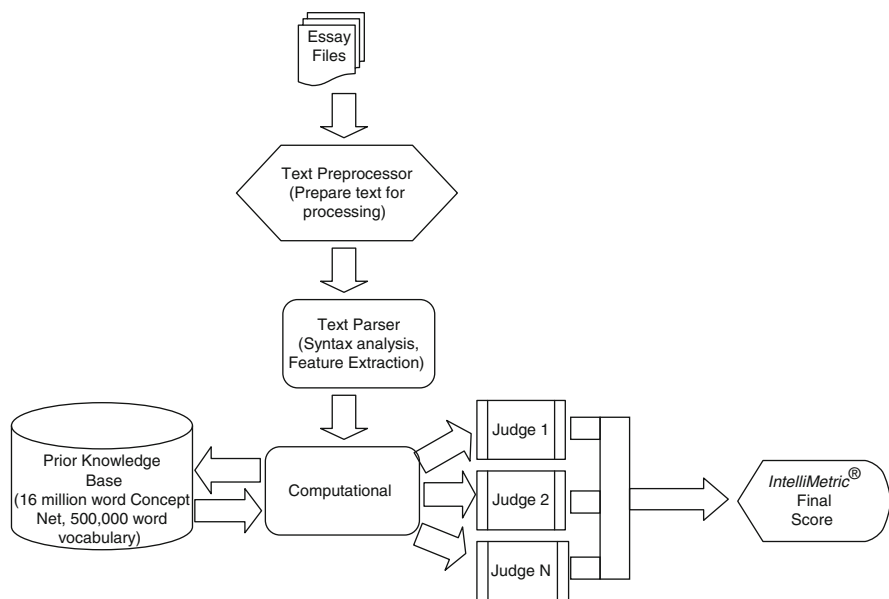 Essay
Files
Text Preprocessor
(Prepare text for
processing)
Text Parser
(Syntax analysis,
Feature Extraction)
Prior Knowledge
Base
(16 million word Concept
Net, 500,000 word
vocabulary)
Computational
Judge 1
Judge 2
Judge N
IntelliMetric®
Final
Score